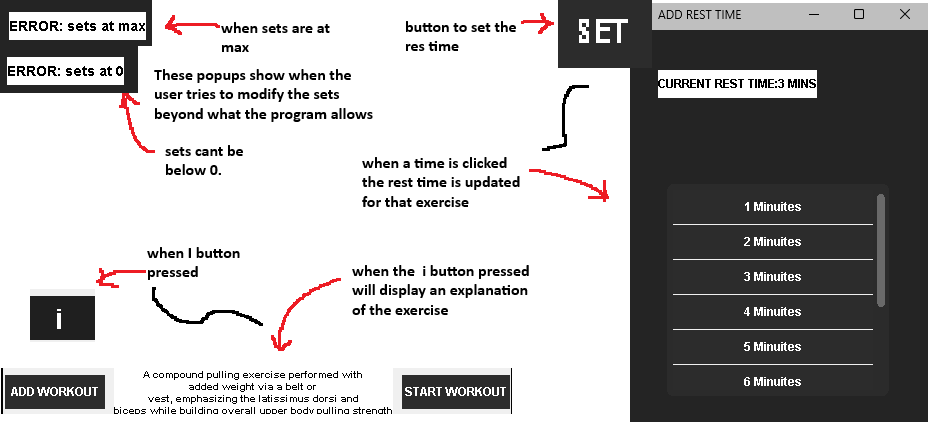 ERROR: sets at max
when sets are at
max
button to set the
res time
SET
ADD REST TIME
ERROR: sets at 0
These popups show when the
user tries to modify the sets
beyond what the program allows
CURRENT REST TIME:3 MINS
sets cant be
below 0.
when a time is clicked
the rest time is updated
for that exercise
1 Minuites
2 Minuites
3 Minuites
4 Minuites
5 Minuites
6 Minuites
when I button
pressed
when the i button pressed
will display an explanation
of the exercise
i
ADD WORKOUT
A compound pulling exercise performed with
added weight via a belt or
vest, emphasizing the latissimus dorsi and
biceps while building overall upper body pulling strength
START WORKOUT